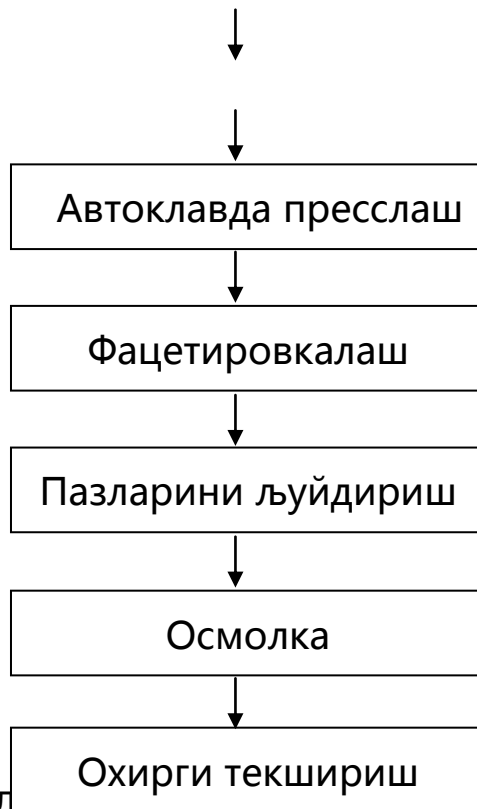 Автоклавда пресслаш
Фацетировкалаш
Пазларини љуйдириш
Осмолка
Охирги текшириш